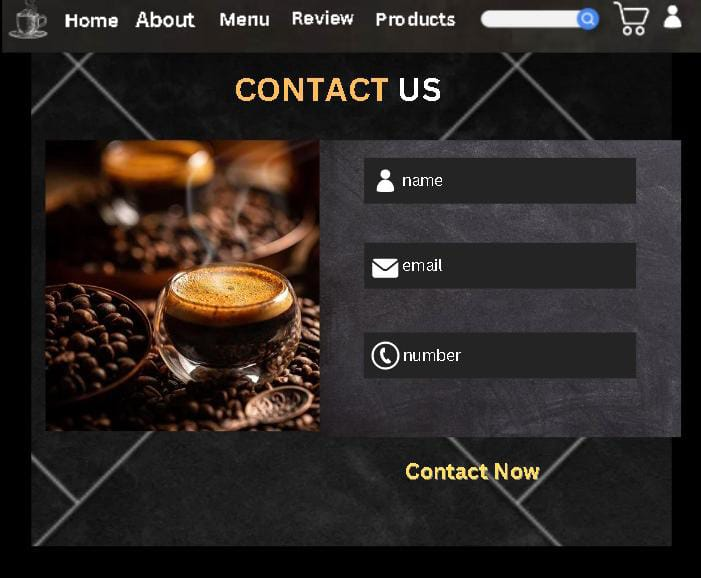 Home About Menu Review Products
CONTACT US
name
email
number
Contact Now